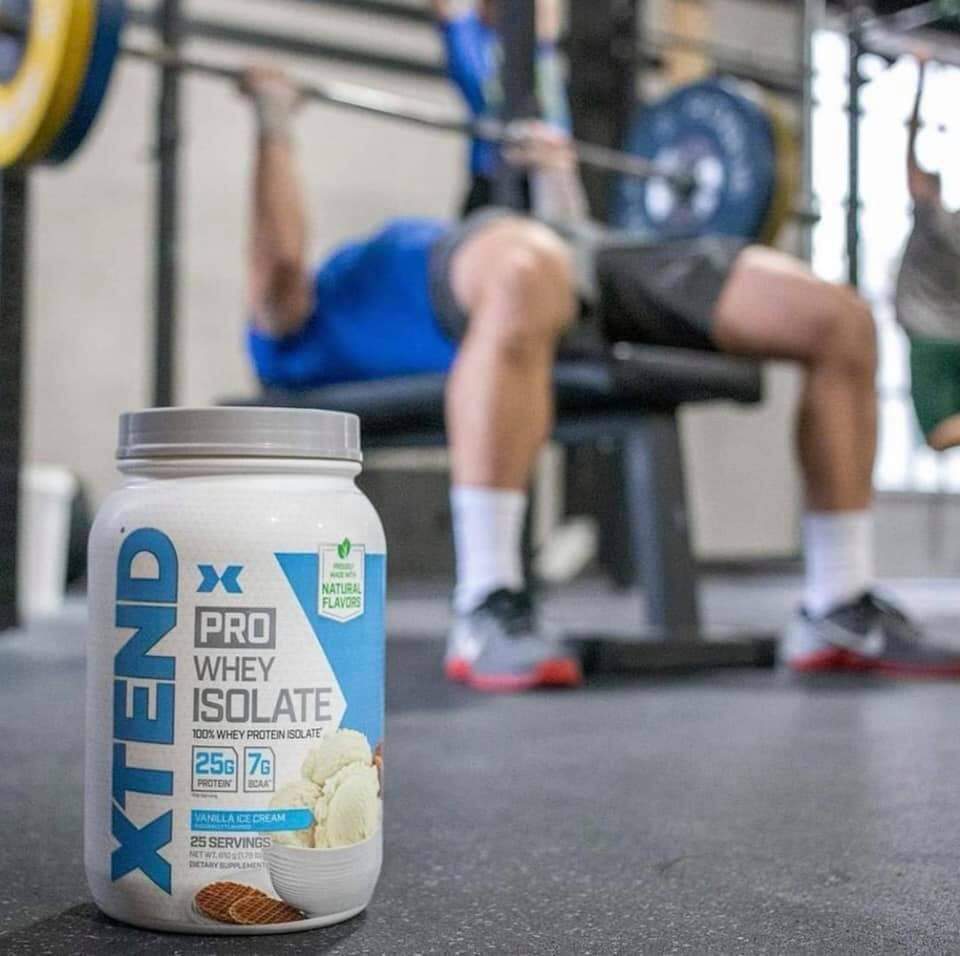 XTEND
PROUDLY
MADE WITH
NATURAL
FLAVORS
PRO
WHEY
ISOLATE
100% WHEY PROTEIN ISOLATE
25G
PROTEIN
7G
BCAA
VANILLA ICE CREAM
25 SERVINGS
NET WT.
DIETARY SUPPLEMENT